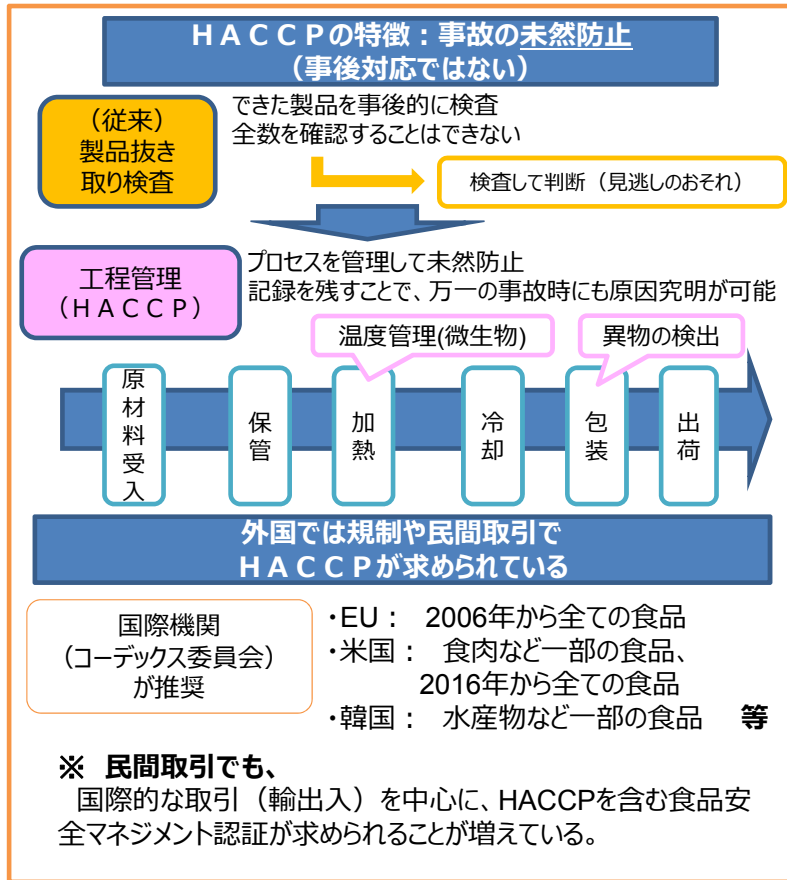 ＨＡＣＣＰの特徴：事故の未然防止
（事後対応ではない）
（従来）
製品抜き
取り検査
できた製品を事後的に検査
全数を確認することはできない
検査して判断（見逃しのおそれ）
工程管理
（ＨＡＣＣＰ）
プロセスを管理して未然防止
記録を残すことで、万一の事故時にも原因究明が可能
温度管理(微生物)
異物の検出
原材料受入
保管
加熱
冷却
包装
出荷
外国では規制や民間取引で
ＨＡＣＣＰが求められている
国際機関
（コーデックス委員会）
が推奨
・EU： 2006年から全ての食品
・米国： 食肉など一部の食品、
2016年から全ての食品
・韓国： 水産物など一部の食品 等
※ 民間取引でも、
国際的な取引（輸出入）を中心に、HACCPを含む食品安
全マネジメント認証が求められることが増えている。